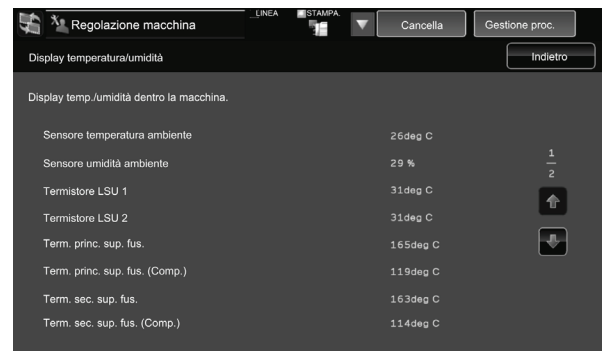 Regolazione macchina
LINEA
STAMPA.
Cancella
Gestione proc.
Display temperatura/umidità
Indietro
Display temp./umidità dentro la macchina.
Sensore temperatura ambiente 26deg C
Sensore umidità ambiente 29 %
Termistore LSU 1 31deg C
Termistore LSU 2 31deg C
Term. princ. sup. fus. 165deg C
Term. princ. sup. fus. (Comp.) 119deg C
Term. sec. sup. fus. 163deg C
Term. sec. sup. fus. (Comp.) 114deg C
1
2